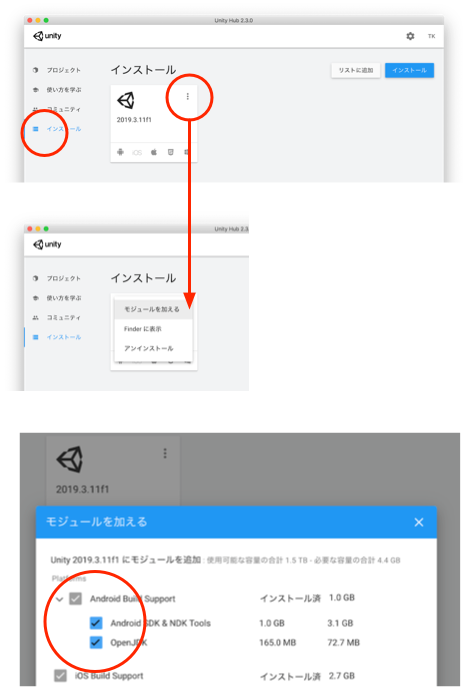 Unity Hub 2.3.0
unity
TK
プロジェクト
使い方を学ぶ
コミュニティ
インストール
インストール
リストに追加
インストール
2019.3.11f1
iOS
Unity Hub 2.3
unity
プロジェクト
使い方を学ぶ
コミュニティ
インストール
インストール
モジュールを加える
Finder に表示
アンインストール
2019.3.11f1
モジュールを加える
Unity 2019.3.11f1 にモジュールを追加 : 使用可能な容量の合計 1.5 TB - 必要な容量の合計 4.4 GB
Platforms
Android Build Support インストール済 1.0 GB
Android SDK & NDK Tools 1.0 GB 3.1 GB
OpenJDK 165.0 MB 72.7 MB
iOS Build Support インストール済 2.7 GB